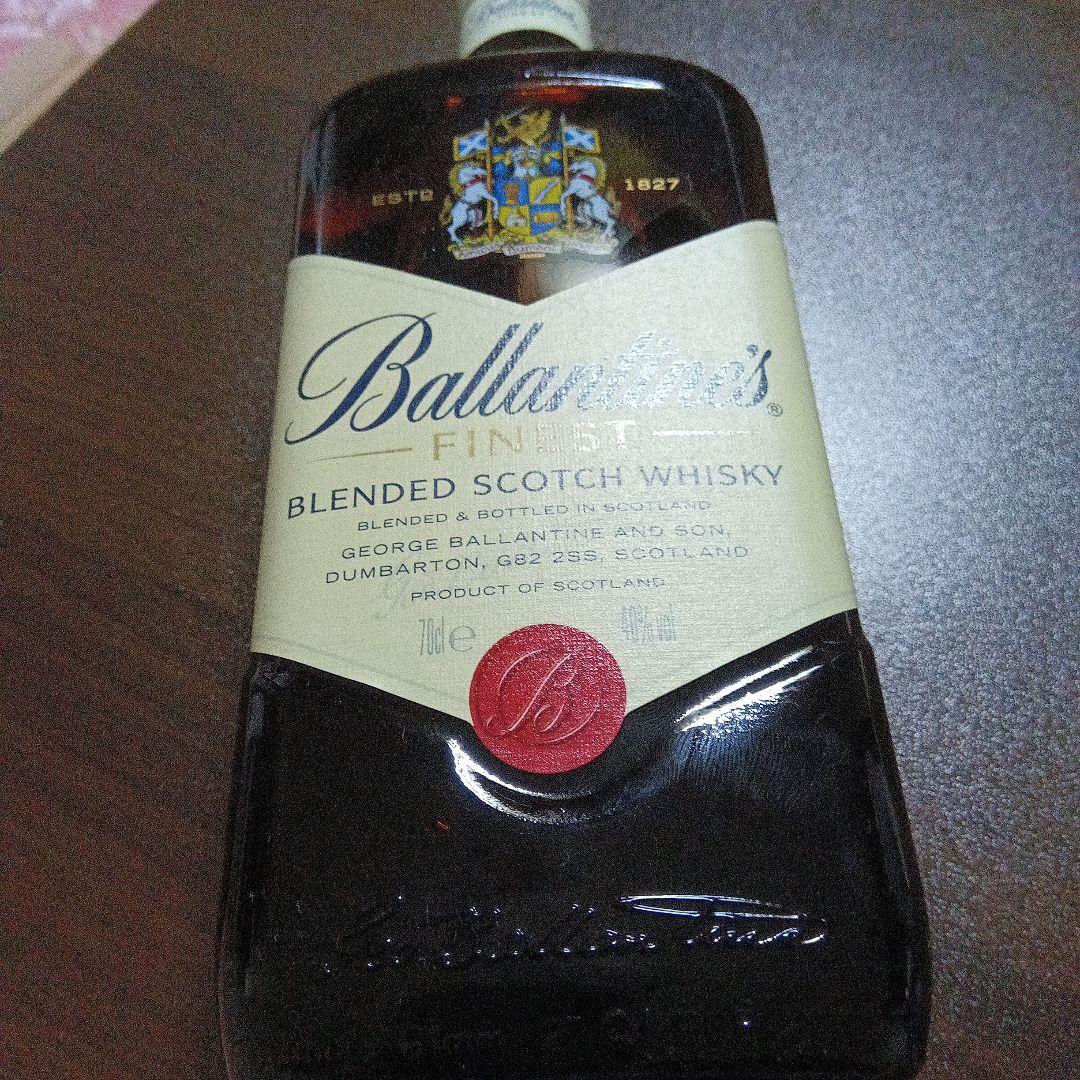 Ballantine's
ESTD 1827
Ballantine's®
FINEST
BLENDED SCOTCH WHISKY
BLENDED & BOTTLED IN SCOTLAND
GEORGE BALLANTINE AND SON,
DUMBARTON, G82 2SS, SCOTLAND
PRODUCT OF SCOTLAND
70cl e 40% vol
B